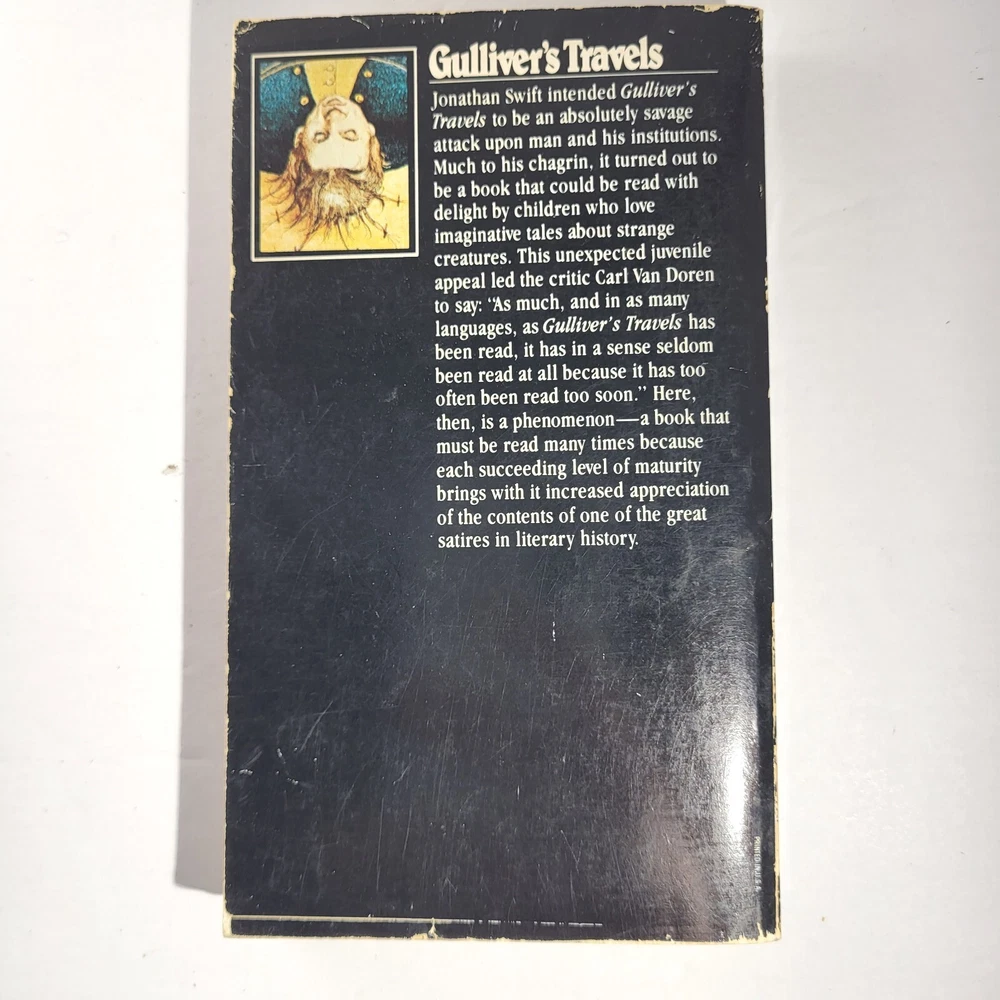 Gulliver's Travels
Jonathan Swift intended Gulliver's
Travels to be an absolutely savage
attack upon man and his institutions.
Much to his chagrin, it turned out to
be a book that could be read with
delight by children who love
imaginative tales about strange
creatures. This unexpected juvenile
appeal led the critic Carl Van Doren
to say: "As much, and in as many
languages, as Gulliver's Travels has
been read, it has in a sense seldom
been read at all because it has too
often been read too soon." Here,
then, is a phenomenon—a book that
must be read many times because
each succeeding level of maturity
brings with it increased appreciation
of the contents of one of the great
satires in literary history.
PRINTED IN U.S.A.